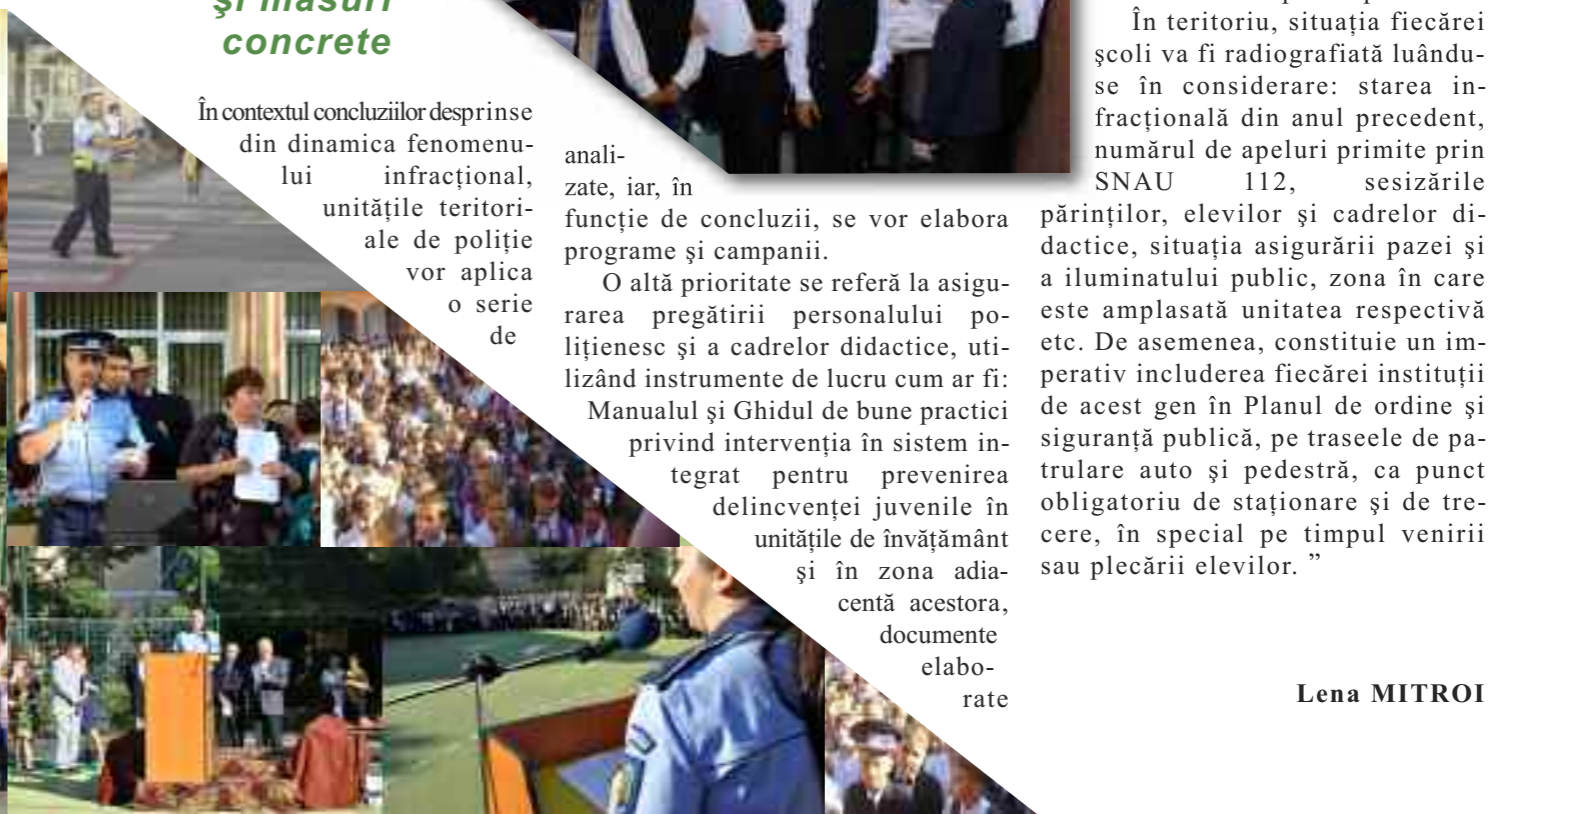 şi măsuri
concrete
În contextul concluziilor desprinse
din dinamica fenomenu-
lui infracţional,
unităţile teritori-
ale de poliţie
vor aplica
o serie
de
anali-
zate, iar, în
funcţie de concluzii, se vor elabora
programe şi campanii.
O altă prioritate se referă la asigu-
rarea pregătirii personalului po-
liţienesc şi a cadrelor didactice, uti-
lizând instrumente de lucru cum ar fi:
Manualul şi Ghidul de bune practici
privind intervenţia în sistem in-
tegrat pentru prevenirea
delincvenţei juvenile în
unităţile de învăţământ
şi în zona adia-
centă acestora,
documente
elabo-
rate
În teritoriu, situaţia fiecărei
şcoli va fi radiografiată luându-
se în considerare: starea in-
fracţională din anul precedent,
numărul de apeluri primite prin
SNAU 112, sesizările
părinţilor, elevilor şi cadrelor di-
dactice, situaţia asigurării pazei şi
a iluminatului public, zona în care
este amplasată unitatea respectivă
etc. De asemenea, constituie un im-
perativ includerea fiecărei instituţii
de acest gen în Planul de ordine şi
siguranţă publică, pe traseele de pa-
trulare auto şi pedestră, ca punct
obligatoriu de staţionare şi de tre-
cere, în special pe timpul venirii
sau plecării elevilor. ”
Lena MITROI